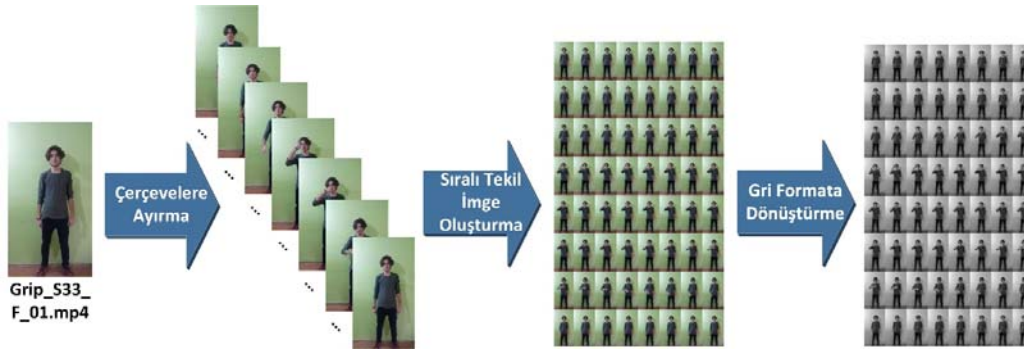 Grip_S33_
F_01.mp4
Çerçevelere
Ayırma
...
...
...
...
...
...
Sıralı Tekil
İmge
Oluşturma
Gri Formata
Dönüştürme